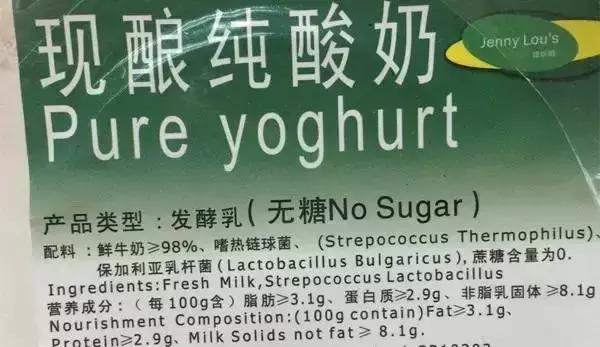 现酿纯酸奶
Jenny Lou's
Pure yoghurt
产品类型：发酵乳(无糖No Sugar)
配料：鲜牛奶≥98%、嗜热链球菌、(Strepococcus Thermophilus)、
保加利亚乳杆菌(Lactobacillus Bulgaricus),蔗糖含量为0.
Ingredients:Fresh Milk,Strepococcus Lactobacillus
营养成分：(每100g含)脂肪≥3.1g、蛋白质≥2.9g、非脂乳固体≥8.1g
Nourishment Composition:(100g contain)Fat≥3.1g、
Protein≥2.9g、Milk Solids not fat≥ 8.1g.